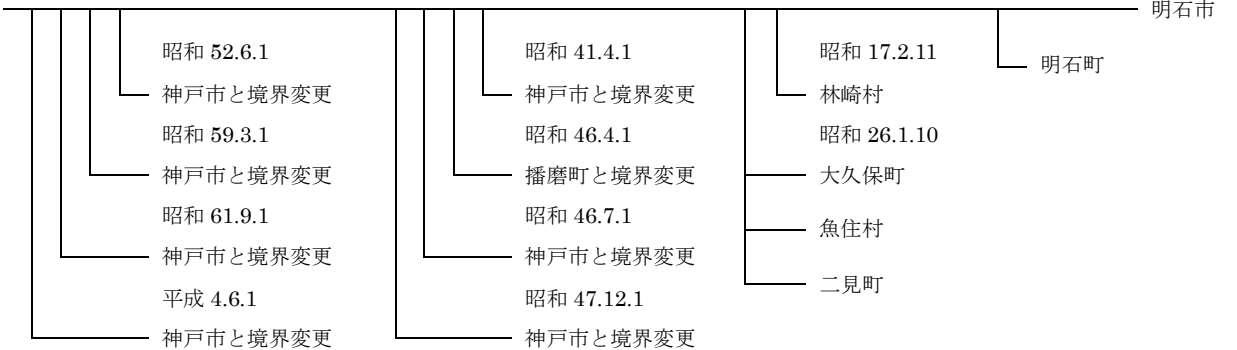 明石市
明石町
昭和 17.2.11
林崎村
昭和 26.1.10
大久保町
魚住村
二見町
昭和 41.4.1
神戸市と境界変更
昭和 46.4.1
播磨町と境界変更
昭和 46.7.1
神戸市と境界変更
昭和 47.12.1
神戸市と境界変更
昭和 52.6.1
神戸市と境界変更
昭和 59.3.1
神戸市と境界変更
昭和 61.9.1
神戸市と境界変更
平成 4.6.1
神戸市と境界変更